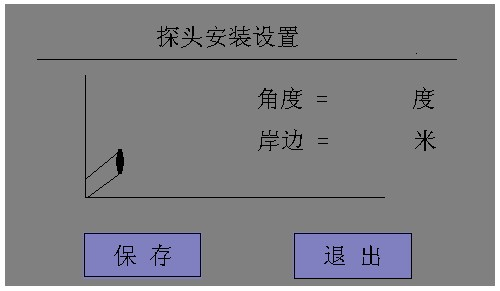 探头安装设置
角度 = 度
岸边 = 米
保 存 退 出